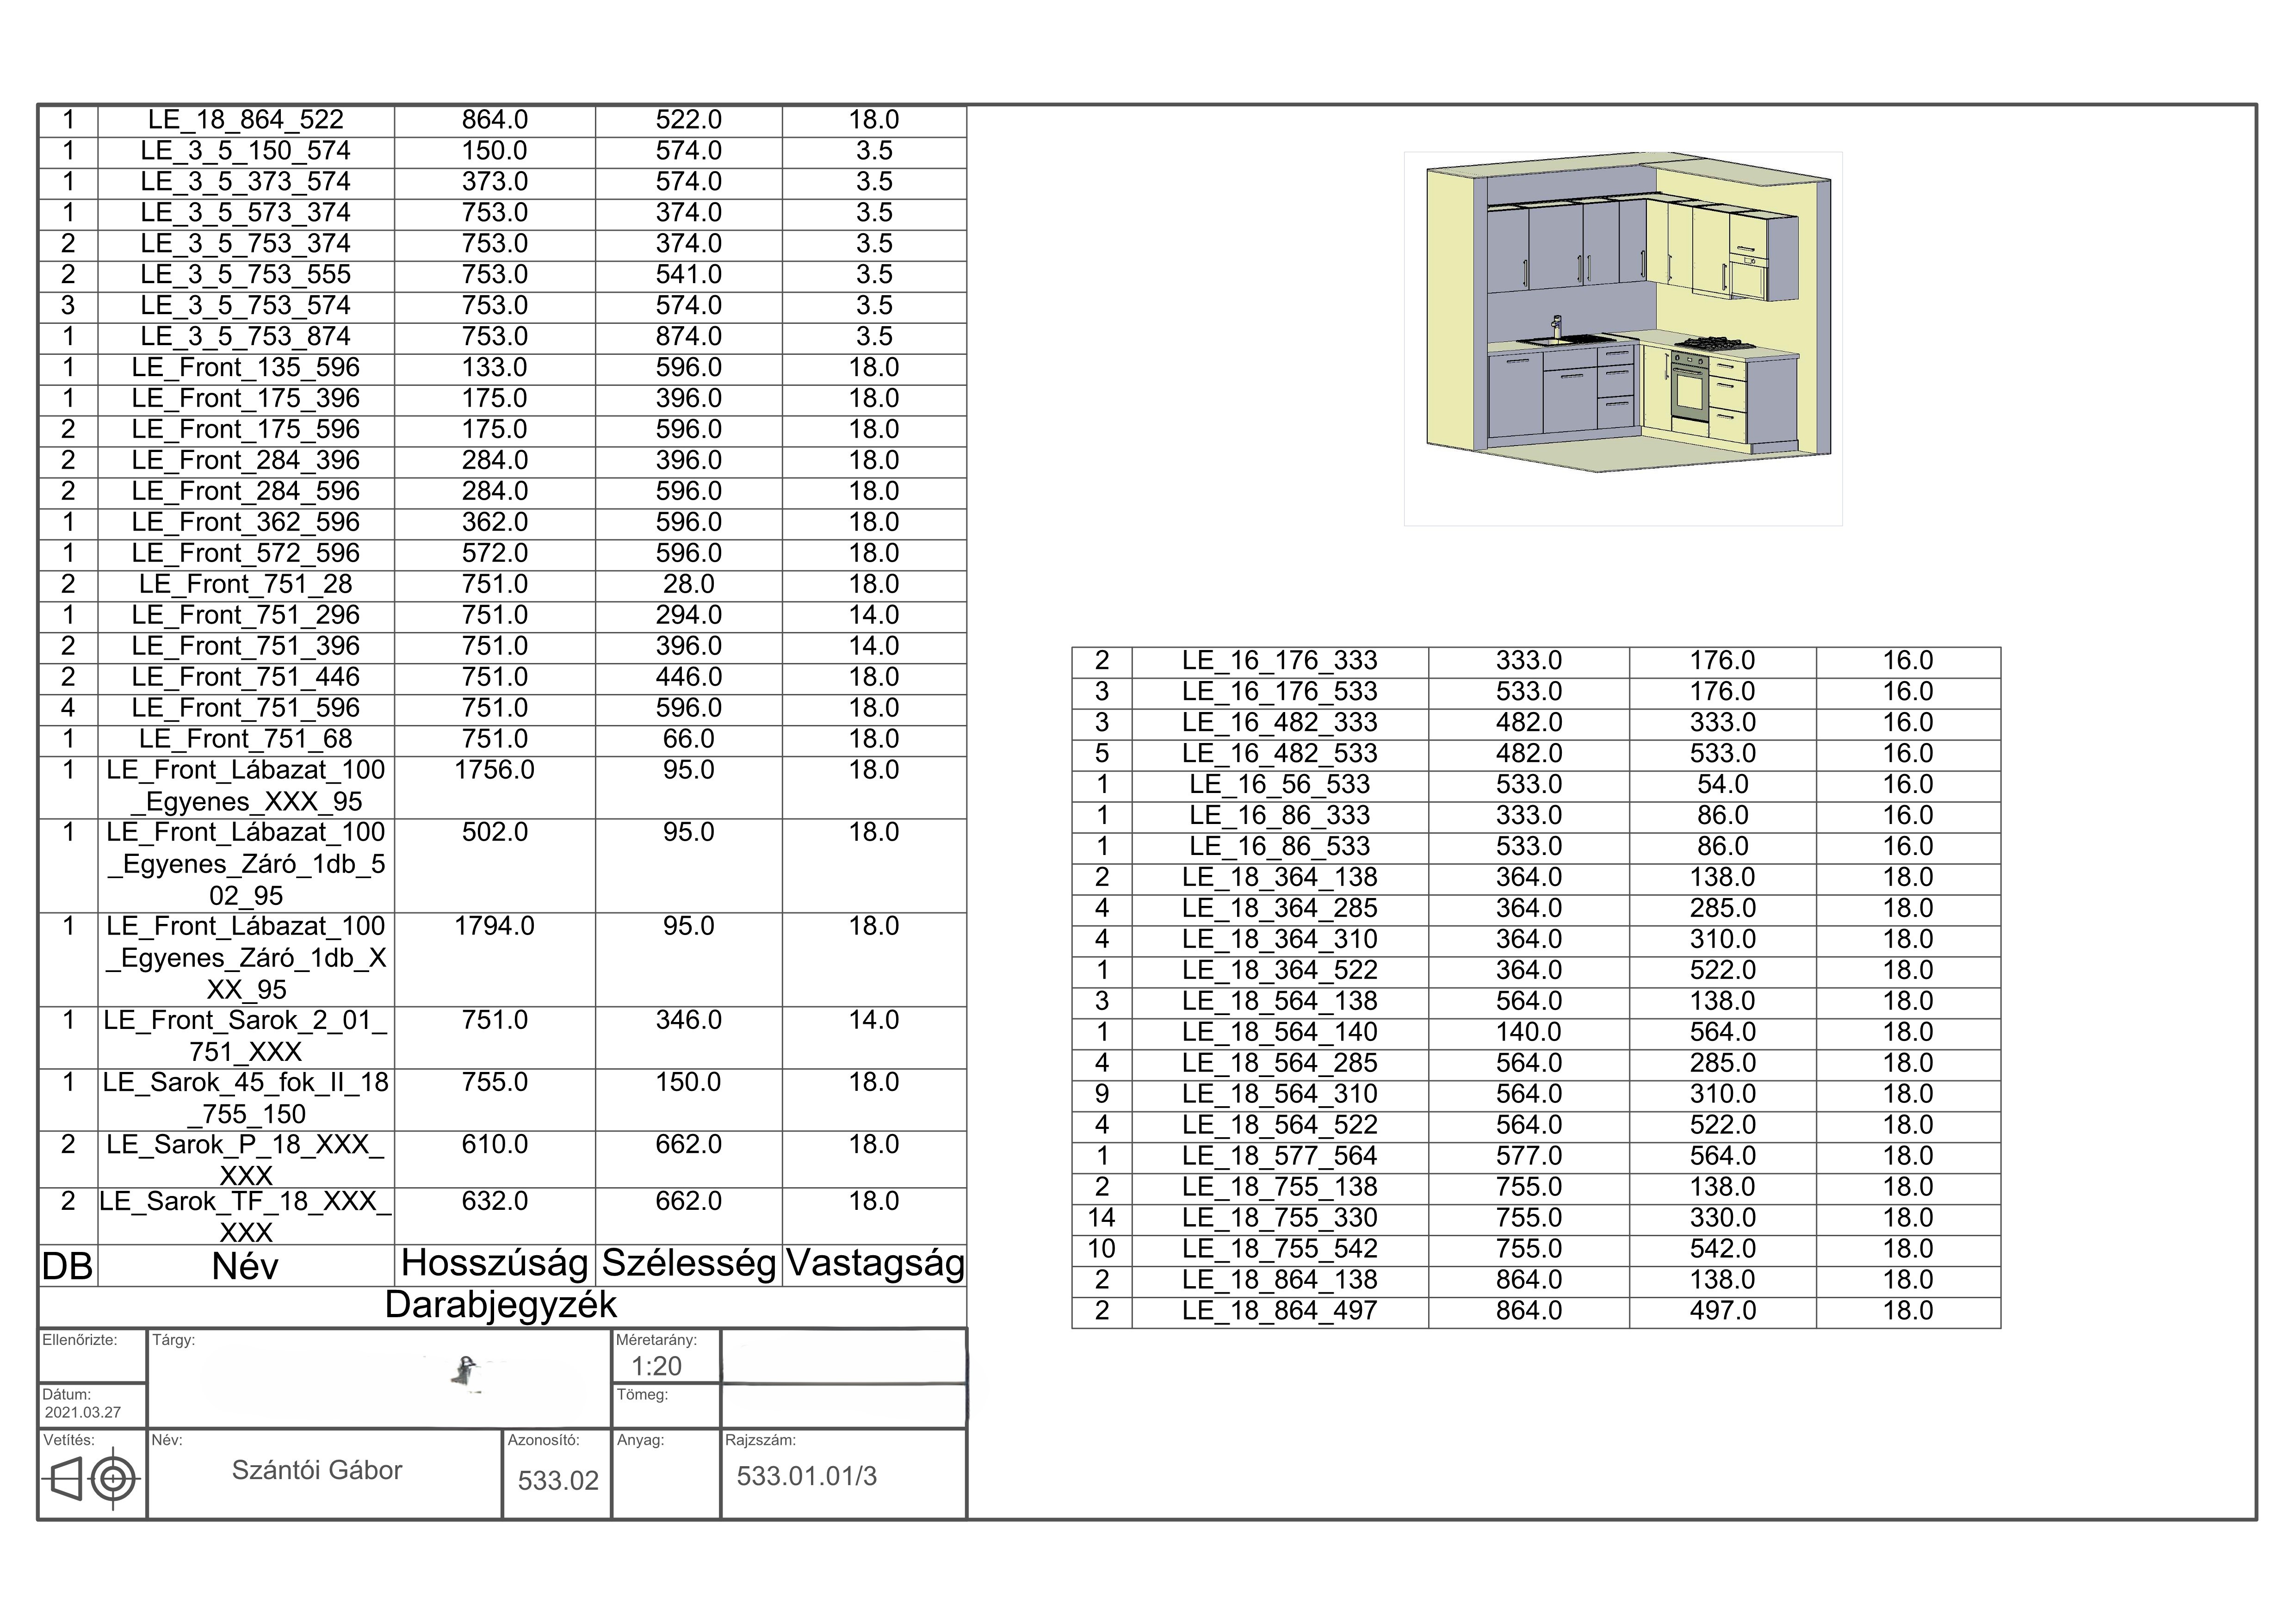 1 LE_18_864_522 864.0 522.0 18.0
1 LE_3_5_150_574 150.0 574.0 3.5
1 LE_3_5_373_574 373.0 574.0 3.5
1 LE_3_5_573_374 753.0 374.0 3.5
2 LE_3_5_753_374 753.0 374.0 3.5
2 LE_3_5_753_555 753.0 541.0 3.5
3 LE_3_5_753_574 753.0 574.0 3.5
1 LE_3_5_753_874 753.0 874.0 3.5
1 LE_Front_135_596 133.0 596.0 18.0
1 LE_Front_175_396 175.0 396.0 18.0
2 LE_Front_175_596 175.0 596.0 18.0
2 LE_Front_284_396 284.0 396.0 18.0
2 LE_Front_284_596 284.0 596.0 18.0
1 LE_Front_362_596 362.0 596.0 18.0
1 LE_Front_572_596 572.0 596.0 18.0
2 LE_Front_751_28 751.0 28.0 18.0
1 LE_Front_751_296 751.0 294.0 14.0
2 LE_Front_751_396 751.0 396.0 14.0
2 LE_Front_751_446 751.0 446.0 18.0
4 LE_Front_751_596 751.0 596.0 18.0
1 LE_Front_751_68 751.0 66.0 18.0
1 LE_Front_Lábazat_100 1756.0 95.0 18.0
_Egyenes_XXX_95
1 LE_Front_Lábazat_100 502.0 95.0 18.0
_Egyenes_Záró_1db_5
02_95
1 LE_Front_Lábazat_100 1794.0 95.0 18.0
_Egyenes_Záró_1db_X
XX_95
1 LE_Front_Sarok_2_01_ 751.0 346.0 14.0
751_XXX
1 LE_Sarok_45_fok_II_18 755.0 150.0 18.0
_755_150
2 LE_Sarok_P_18_XXX_ 610.0 662.0 18.0
XXX
2 LE_Sarok_TF_18_XXX_ 632.0 662.0 18.0
XXX
DB Név Hosszúság Szélesség Vastagság
Darabjegyzék
Ellenőrizte: Tárgy: Méretarány:
1:20
Dátum: Tömeg:
2021.03.27
Vetítés: Név: Azonosító: Anyag: Rajzszám:
Szántói Gábor 533.02 533.01.01/3
2 LE_16_176_333 333.0 176.0 16.0
3 LE_16_176_533 533.0 176.0 16.0
3 LE_16_482_333 482.0 333.0 16.0
5 LE_16_482_533 482.0 533.0 16.0
1 LE_16_56_533 533.0 54.0 16.0
1 LE_16_86_333 333.0 86.0 16.0
1 LE_16_86_533 533.0 86.0 16.0
2 LE_18_364_138 364.0 138.0 18.0
4 LE_18_364_285 364.0 285.0 18.0
4 LE_18_364_310 364.0 310.0 18.0
1 LE_18_364_522 364.0 522.0 18.0
3 LE_18_564_138 564.0 138.0 18.0
1 LE_18_564_140 140.0 564.0 18.0
4 LE_18_564_285 564.0 285.0 18.0
9 LE_18_564_310 564.0 310.0 18.0
4 LE_18_564_522 564.0 522.0 18.0
1 LE_18_577_564 577.0 564.0 18.0
2 LE_18_755_138 755.0 138.0 18.0
14 LE_18_755_330 755.0 330.0 18.0
10 LE_18_755_542 755.0 542.0 18.0
2 LE_18_864_138 864.0 138.0 18.0
2 LE_18_864_497 864.0 497.0 18.0